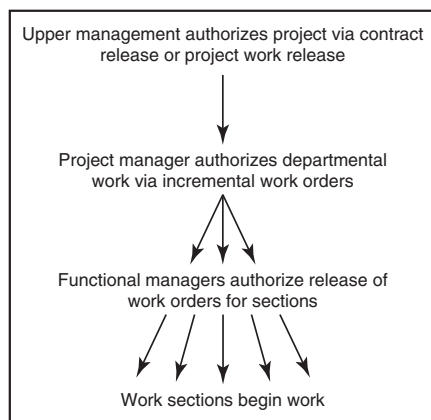 Upper management authorizes project via contract
release or project work release
Project manager authorizes departmental
work via incremental work orders
Functional managers authorize release of
work orders for sections
Work sections begin work